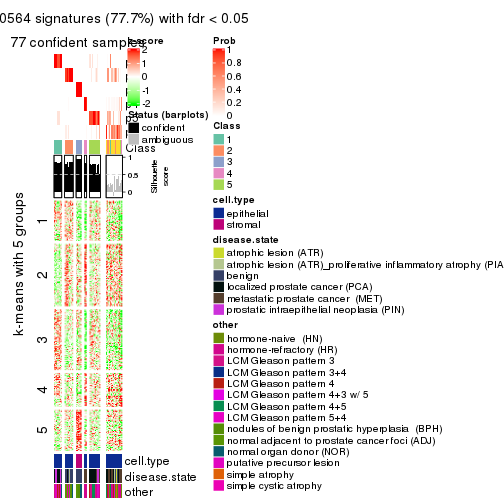 0564 signatures (77.7%) with fdr < 0.05
77 confident samples
z-score
2
1
0
-1
-2
Status (barplots)
confident
ambiguous
Class
1
0.5
0
Silhouette
score
k-means with 5 groups
1
2
3
4
5
cell.type
disease.state
other
Prob
1
0.8
0.6
0.4
0.2
0
Class
1
2
3
4
5
cell.type
epithelial
stromal
disease.state
atrophic lesion (ATR)
atrophic lesion (ATR)_proliferative inflammatory atrophy (PIA
benign
localized prostate cancer (PCA)
metastatic prostate cancer (MET)
prostatic intraepithelial neoplasia (PIN)
other
hormone-naive (HN)
hormone-refractory (HR)
LCM Gleason pattern 3
LCM Gleason pattern 3+4
LCM Gleason pattern 4
LCM Gleason pattern 4+3 w/ 5
LCM Gleason pattern 4+5
LCM Gleason pattern 5+4
nodules of benign prostatic hyperplasia (BPH)
normal adjacent to prostate cancer foci (ADJ)
normal organ donor (NOR)
putative precursor lesion
simple atrophy
simple cystic atrophy